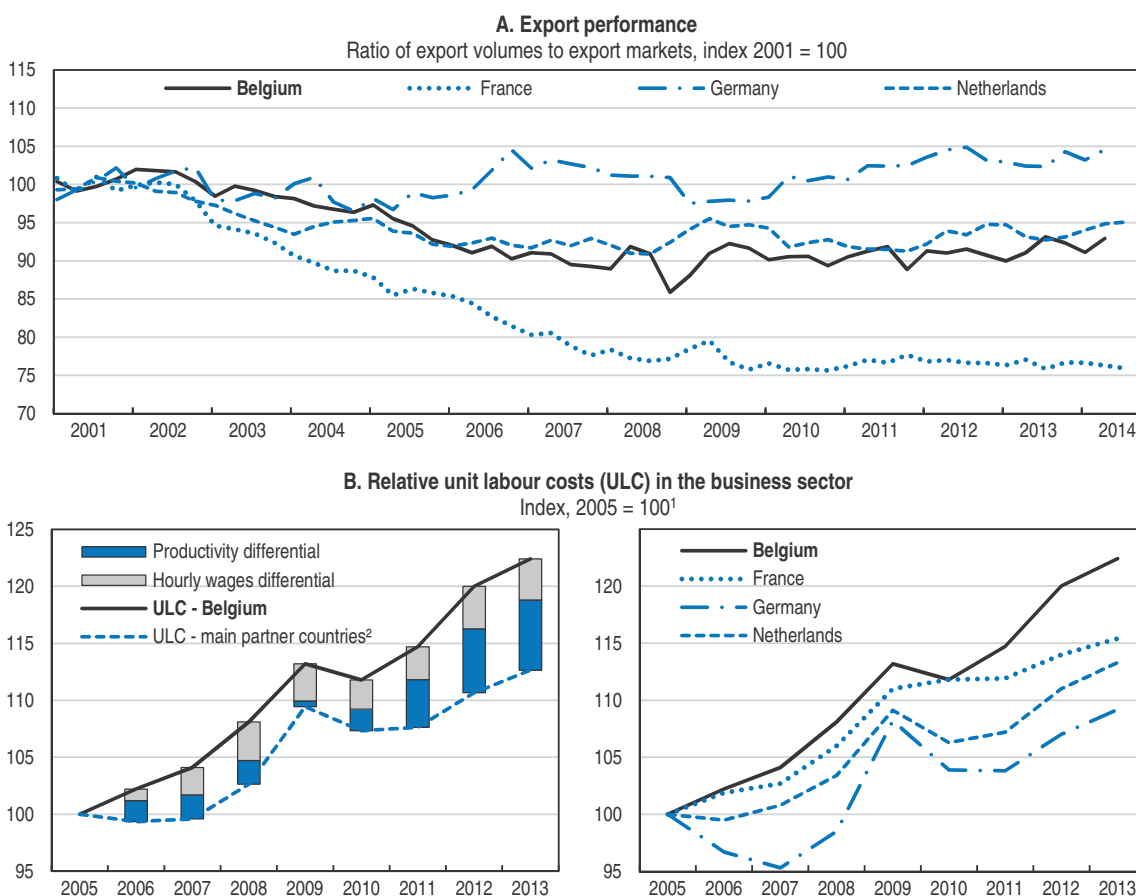 A. Export performance
Ratio of export volumes to export markets, index 2001 = 100
115
110
105
100
95
90
85
80
75
70
Belgium France Germany Netherlands
2001 2002 2003 2004 2005 2006 2007 2008 2009 2010 2011 2012 2013 2014
B. Relative unit labour costs (ULC) in the business sector
Index, 2005 = 100¹
125
120
115
110
105
100
95
Productivity differential
Hourly wages differential
ULC - Belgium
ULC - main partner countries²
2005 2006 2007 2008 2009 2010 2011 2012 2013
120
115
110
105
100
95
Belgium
France
Germany
Netherlands
2005 2006 2007 2008 2009 2010 2011 2012 2013